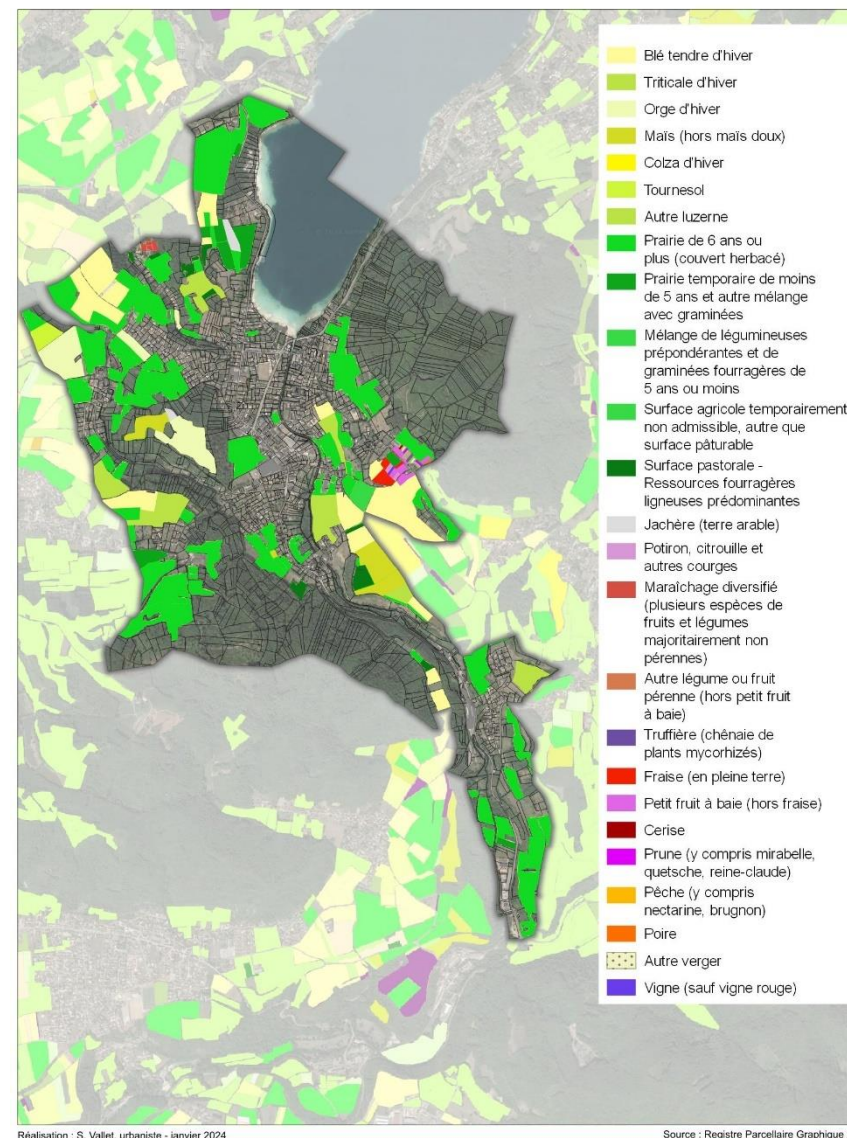 Blé tendre d'hiver
Triticale d'hiver
Orge d'hiver
Maïs (hors maïs doux)
Colza d'hiver
Tournesol
Autre luzerne
Prairie de 6 ans ou
plus (couvert herbacé)
Prairie temporaire de moins
de 5 ans et autre mélange
avec graminées
Mélange de légumineuses
prépondérantes et de
graminées fourragères de
5 ans ou moins
Surface agricole temporairement
non admissible, autre que
surface pâturable
Surface pastorale -
Ressources fourragères
ligneuses prédominantes
Jachère (terre arable)
Potiron, citrouille et
autres courges
Maraîchage diversifié
(plusieurs espèces de
fruits et légumes
majoritairement non
pérennes)
Autre légume ou fruit
pérenne (hors petit fruit
à baie)
Truffière (chênaie de
plants mycorhizés)
Fraise (en pleine terre)
Petit fruit à baie (hors fraise)
Cerise
Prune (y compris mirabelle,
quetsche, reine-claude)
Pêche (y compris
nectarine, brugnon)
Poire
Autre verger
Vigne (sauf vigne rouge)
Réalisation : S. Vallet, urbaniste - janvier 2024
Source : Registre Parcellaire Graphique